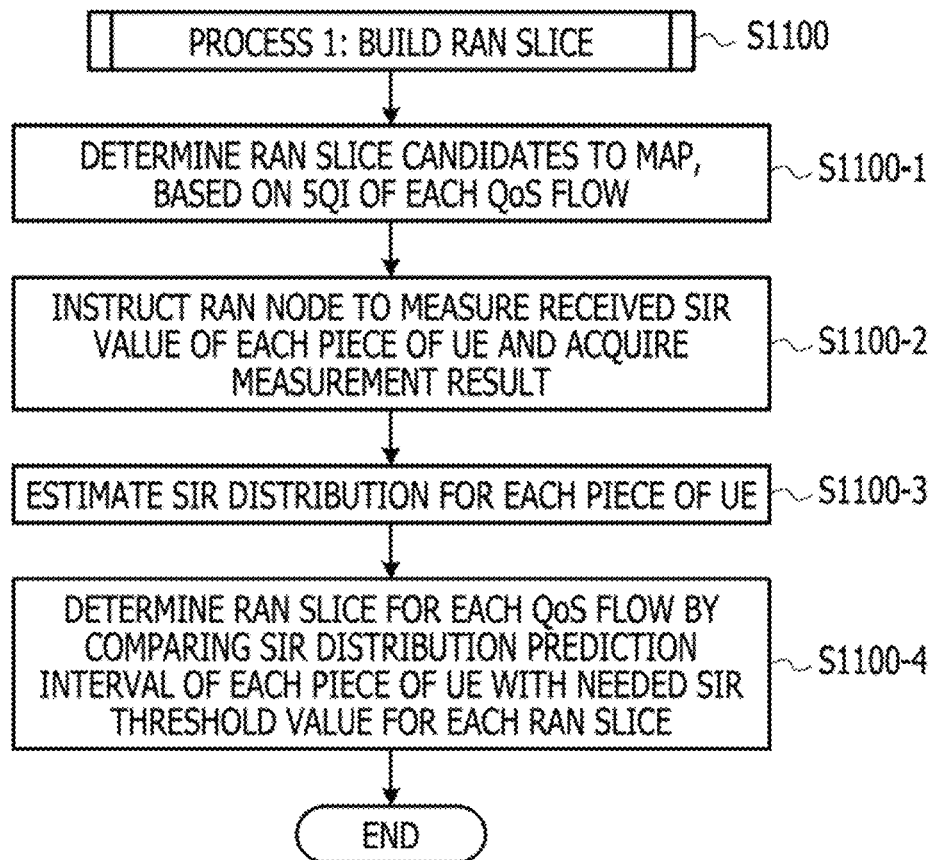 PROCESS 1: BUILD RAN SLICE
S1100
DETERMINE RAN SLICE CANDIDATES TO MAP,
BASED ON 5QI OF EACH QoS FLOW
S1100-1
INSTRUCT RAN NODE TO MEASURE RECEIVED SIR
VALUE OF EACH PIECE OF UE AND ACQUIRE
MEASUREMENT RESULT
S1100-2
ESTIMATE SIR DISTRIBUTION FOR EACH PIECE OF UE
S1100-3
DETERMINE RAN SLICE FOR EACH QoS FLOW BY
COMPARING SIR DISTRIBUTION PREDICTION
INTERVAL OF EACH PIECE OF UE WITH NEEDED SIR
THRESHOLD VALUE FOR EACH RAN SLICE
S1100-4
END